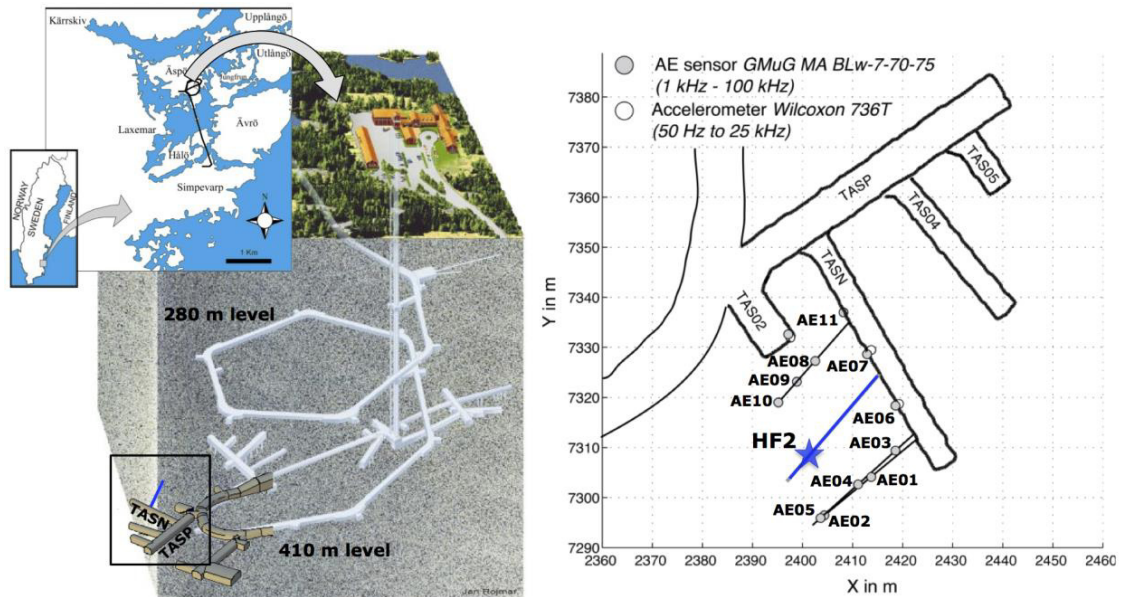 Kärrskiv
Upplångö
Äspö
Utlångö
Laxemar
Ävrö
Hålö
Simpevarp
N
1 Km
NORWAY
SWEDEN
FINLAND
280 m level
TASN
TASP
410 m level
Jan Rojmar
AE sensor GMuG MA BLw-7-70-75
(1 kHz - 100 kHz)
Accelerometer Wilcoxon 736T
(50 Hz to 25 kHz)
7380
7370
7360
7350
7340
7330
7320
7310
7300
7290
Y in m
TASP
TAS05
TAS04
TASN
TAS02
AE11
AE08
AE07
AE09
AE10
AE06
HF2
AE03
AE04
AE01
AE05
AE02
2360 2370 2380 2390 2400 2410 2420 2430 2440 2450 2460
X in m